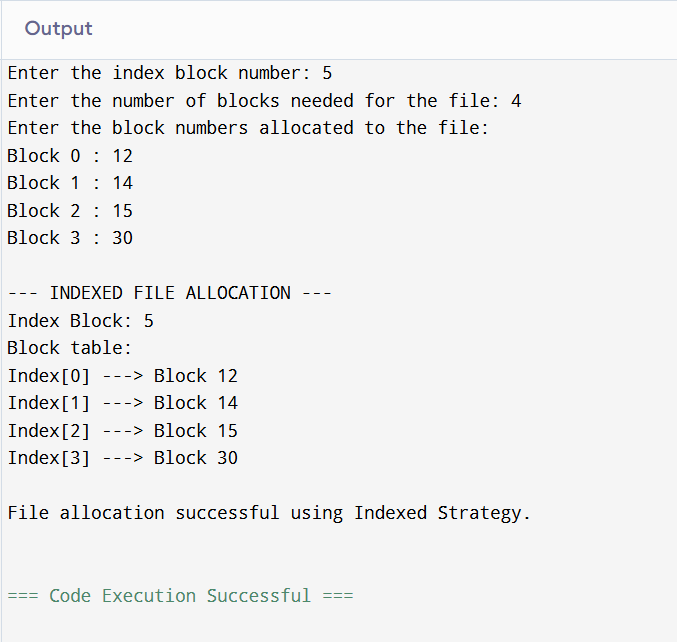 Output
Enter the index block number: 5
Enter the number of blocks needed for the file: 4
Enter the block numbers allocated to the file:
Block 0 : 12
Block 1 : 14
Block 2 : 15
Block 3 : 30
--- INDEXED FILE ALLOCATION ---
Index Block: 5
Block table:
Index[0] ---> Block 12
Index[1] ---> Block 14
Index[2] ---> Block 15
Index[3] ---> Block 30
File allocation successful using Indexed Strategy.
=== Code Execution Successful ===